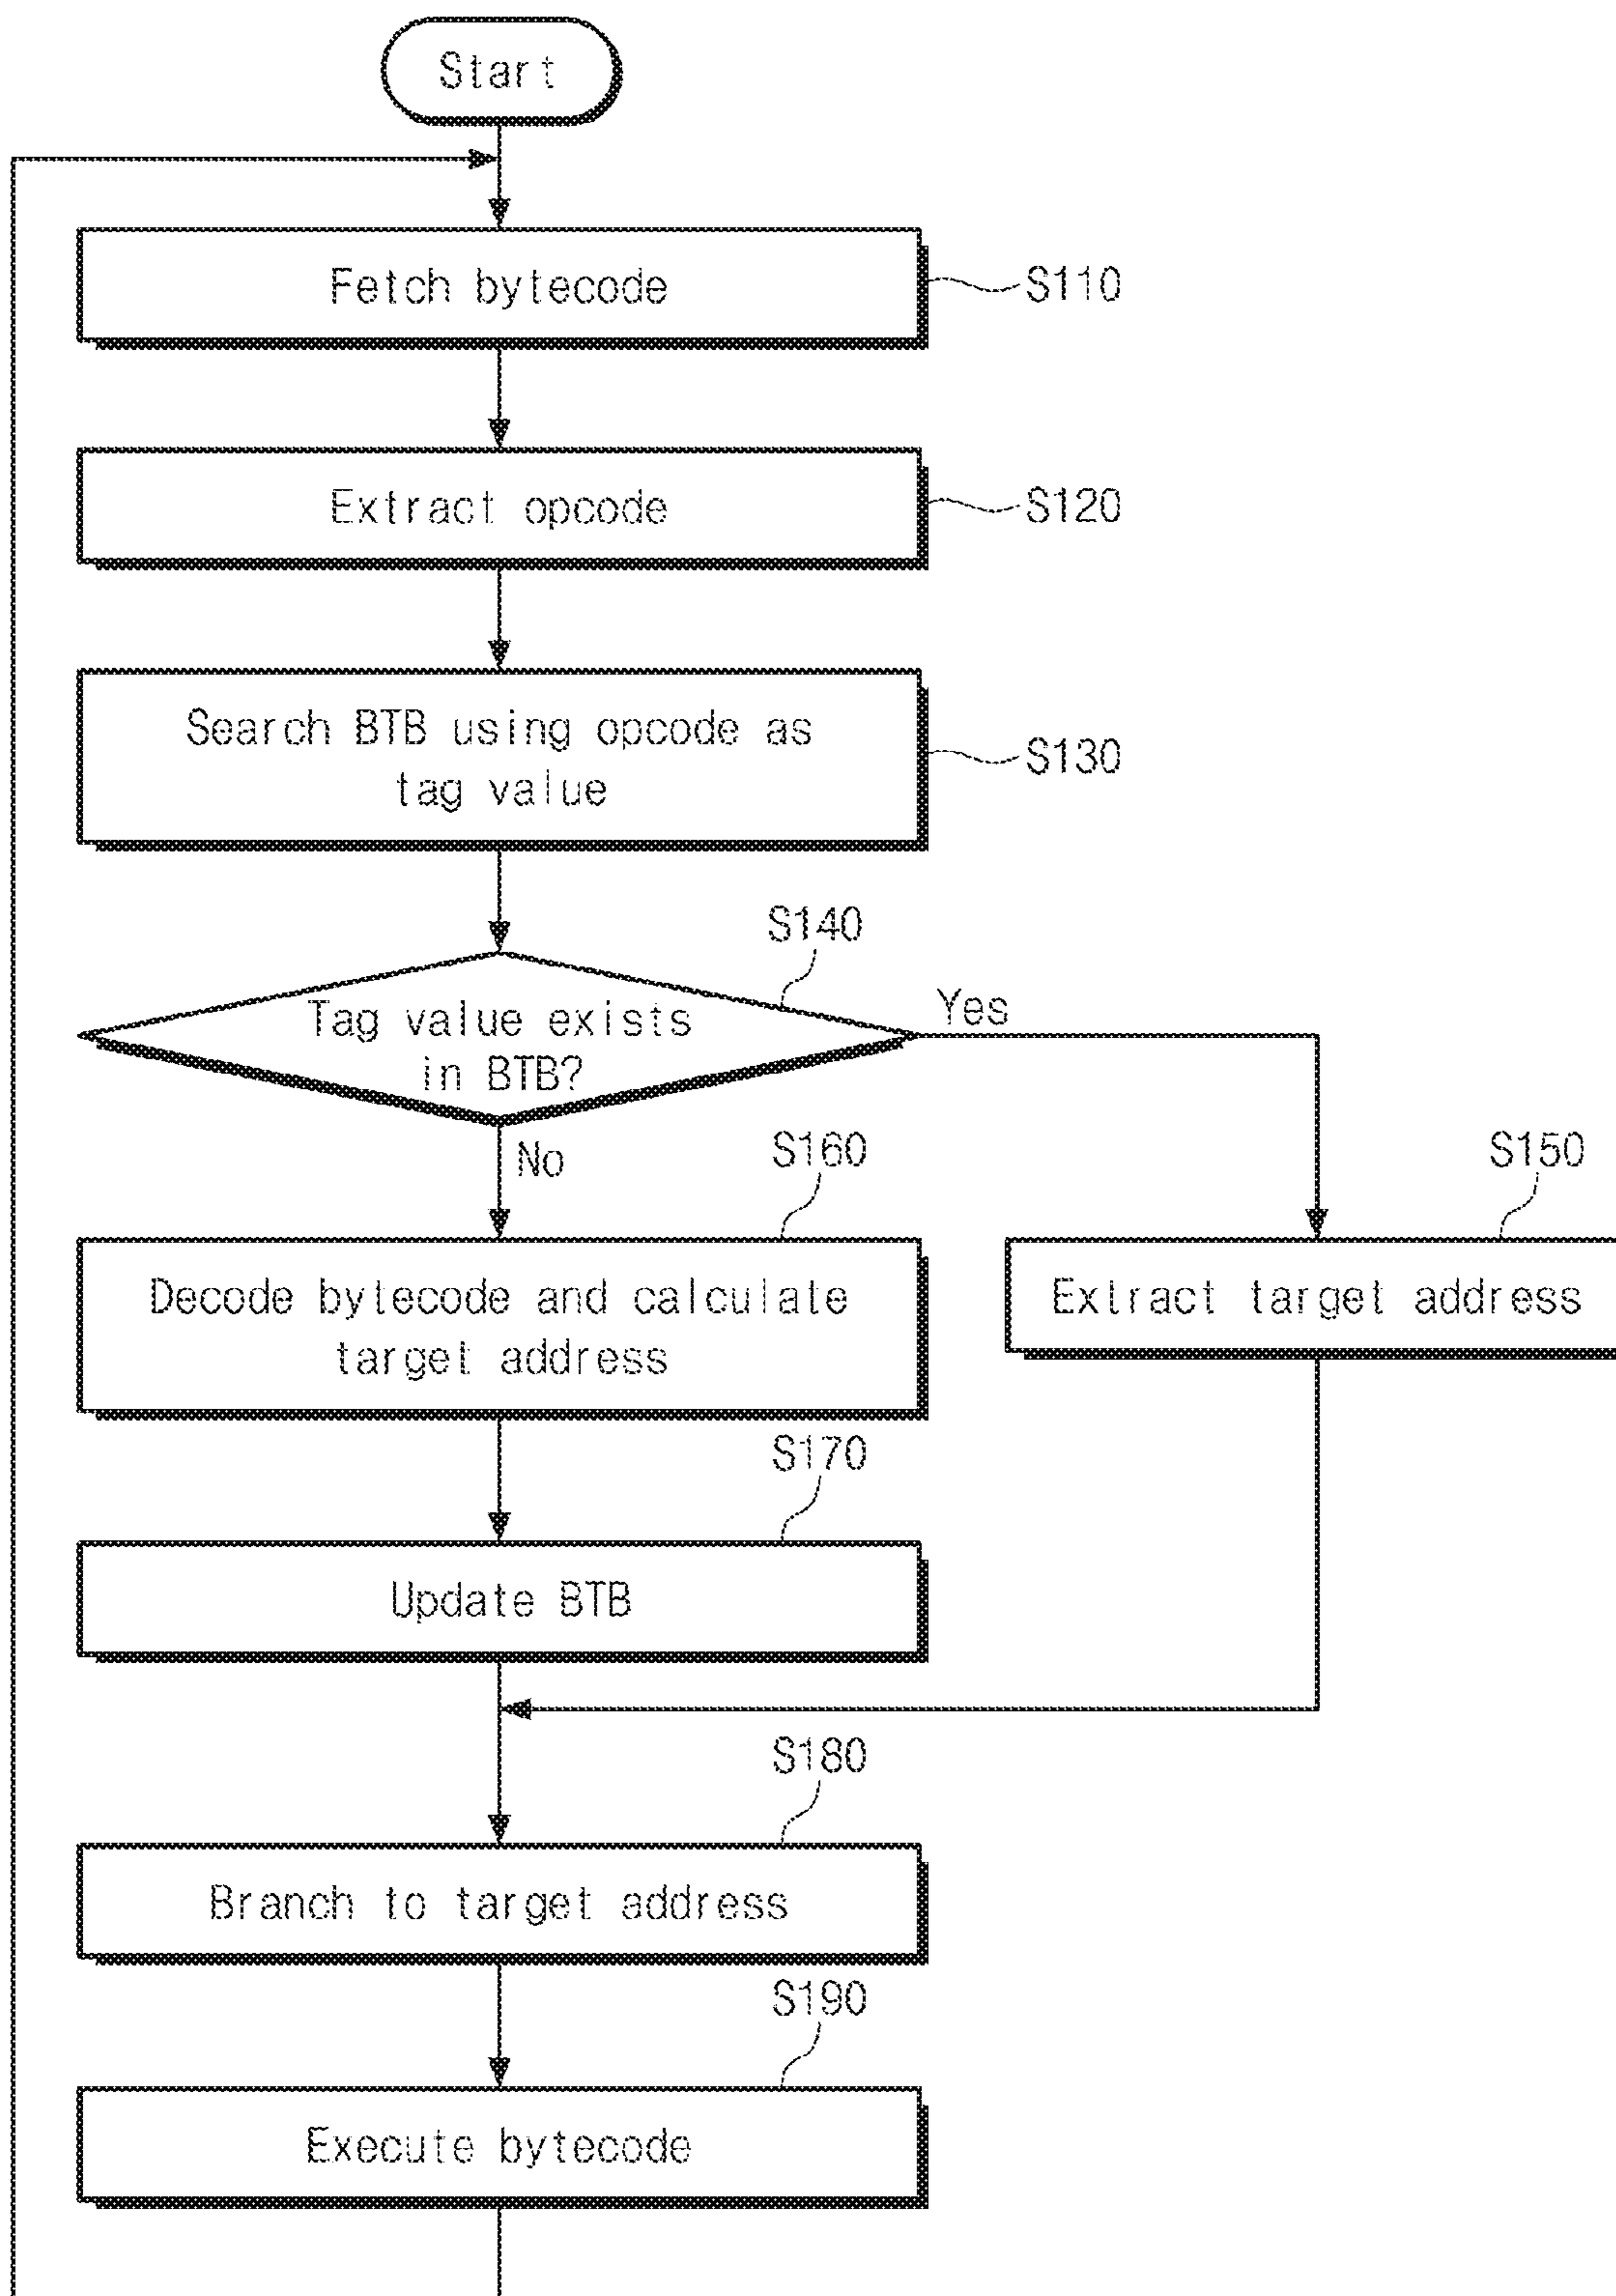 Start
Fetch bytecode
S110
Extract opcode
S120
Search BTB using opcode as
tag value
S130
S140
Tag value exists
in BTB?
Yes
No
S160
S150
Decode bytecode and calculate
target address
Extract target address
S170
Update BTB
S180
Branch to target address
S190
Execute bytecode